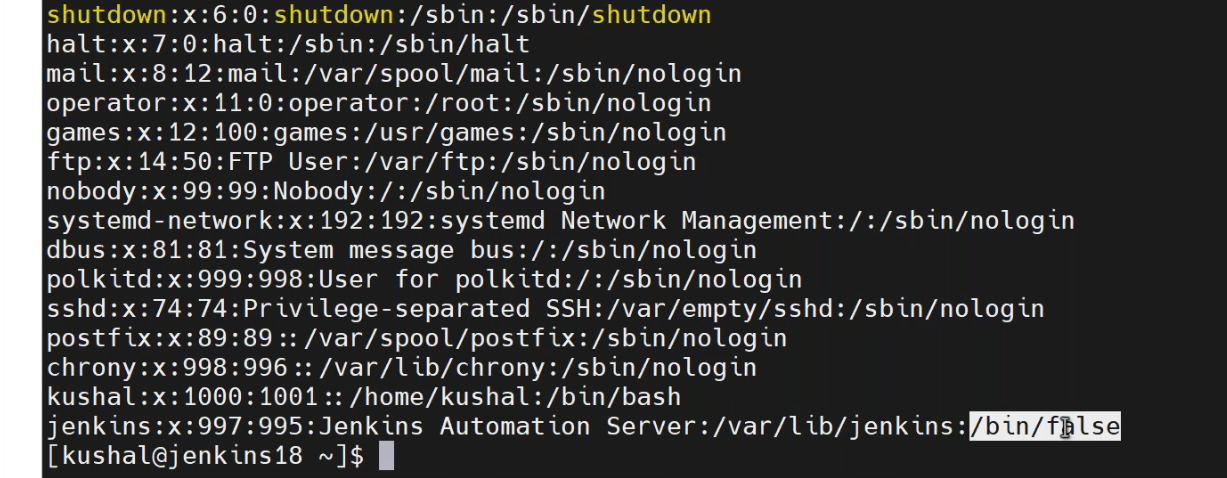 shutdown:x:6:0:shutdown:/sbin:/sbin/shutdown
halt:x:7:0:halt:/sbin:/sbin/halt
mail:x:8:12:mail:/var/spool/mail:/sbin/nologin
operator:x:11:0:operator:/root:/sbin/nologin
games:x:12:100:games:/usr/games:/sbin/nologin
ftp:x:14:50:FTP User:/var/ftp:/sbin/nologin
nobody:x:99:99:Nobody:/:/sbin/nologin
systemd-network:x:192:192:systemd Network Management:/:/sbin/nologin
dbus:x:81:81:System message bus:/:/sbin/nologin
polkitd:x:999:998:User for polkitd:/:/sbin/nologin
sshd:x:74:74:Privilege-separated SSH:/var/empty/sshd:/sbin/nologin
postfix:x:89:89::/var/spool/postfix:/sbin/nologin
chrony:x:998:996::/var/lib/chrony:/sbin/nologin
kushal:x:1000:1001::/home/kushal:/bin/bash
jenkins:x:997:995:Jenkins Automation Server:/var/lib/jenkins:/bin/false
[kushal@jenkins18 ~]$